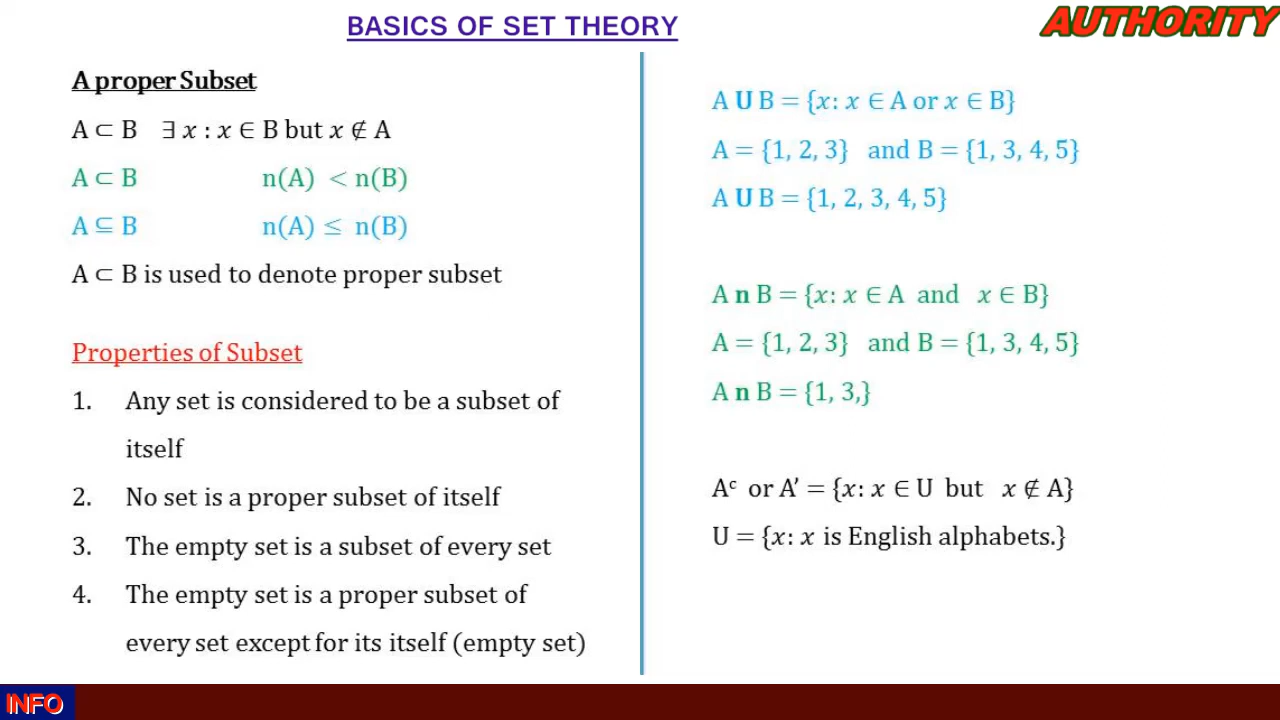 BASICS OF SET THEORY
AUTHORITY
A proper Subset
A ⊂ B ∃ x : x ∈ B but x ∉ A
A ⊂ B n(A) < n(B)
A ⊆ B n(A) ≤ n(B)
A ⊂ B is used to denote proper subset
Properties of Subset
1. Any set is considered to be a subset of
itself
2. No set is a proper subset of itself
3. The empty set is a subset of every set
4. The empty set is a proper subset of
every set except for its itself (empty set)
A U B = {x: x ∈ A or x ∈ B}
A = {1, 2, 3} and B = {1, 3, 4, 5}
A U B = {1, 2, 3, 4, 5}
A n B = {x: x ∈ A and x ∈ B}
A = {1, 2, 3} and B = {1, 3, 4, 5}
A n B = {1, 3,}
Aᶜ or A’ = {x: x ∈ U but x ∉ A}
U = {x: x is English alphabets.}
INFO